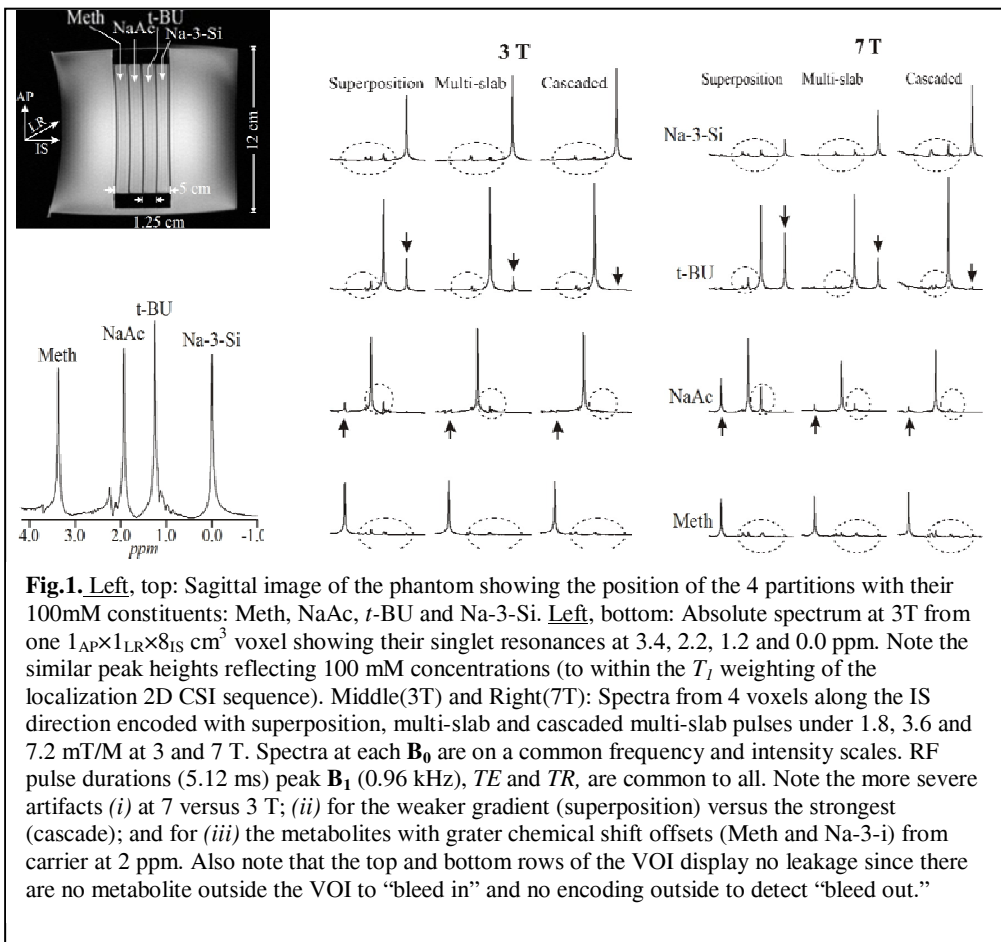 Meth
NaAc
t-BU
Na-3-Si
AP
LR
IS
12 cm
5 cm
1.25 cm
t-BU
NaAc
Na-3-Si
Meth
4.0 3.0 2.0 1.0 0.0 -1.0
ppm
3 T
Superposition Multi-slab Cascaded
7 T
Superposition Multi-slab Cascaded
Na-3-Si
t-BU
NaAc
Meth
Fig.1. Left, top: Sagittal image of the phantom showing the position of the 4 partitions with their
100mM constituents: Meth, NaAc, t-BU and Na-3-Si. Left, bottom: Absolute spectrum at 3T from
one 1AP×1LR×8IS cm3 voxel showing their singlet resonances at 3.4, 2.2, 1.2 and 0.0 ppm. Note the
similar peak heights reflecting 100 mM concentrations (to within the T1 weighting of the
localization 2D CSI sequence). Middle(3T) and Right(7T): Spectra from 4 voxels along the IS
direction encoded with superposition, multi-slab and cascaded multi-slab pulses under 1.8, 3.6 and
7.2 mT/M at 3 and 7 T. Spectra at each B0 are on a common frequency and intensity scales. RF
pulse durations (5.12 ms) peak B1 (0.96 kHz), TE and TR, are common to all. Note the more severe
artifacts (i) at 7 versus 3 T; (ii) for the weaker gradient (superposition) versus the strongest
(cascade); and for (iii) the metabolites with grater chemical shift offsets (Meth and Na-3-i) from
carrier at 2 ppm. Also note that the top and bottom rows of the VOI display no leakage since there
are no metabolite outside the VOI to “bleed in” and no encoding outside to detect “bleed out.”